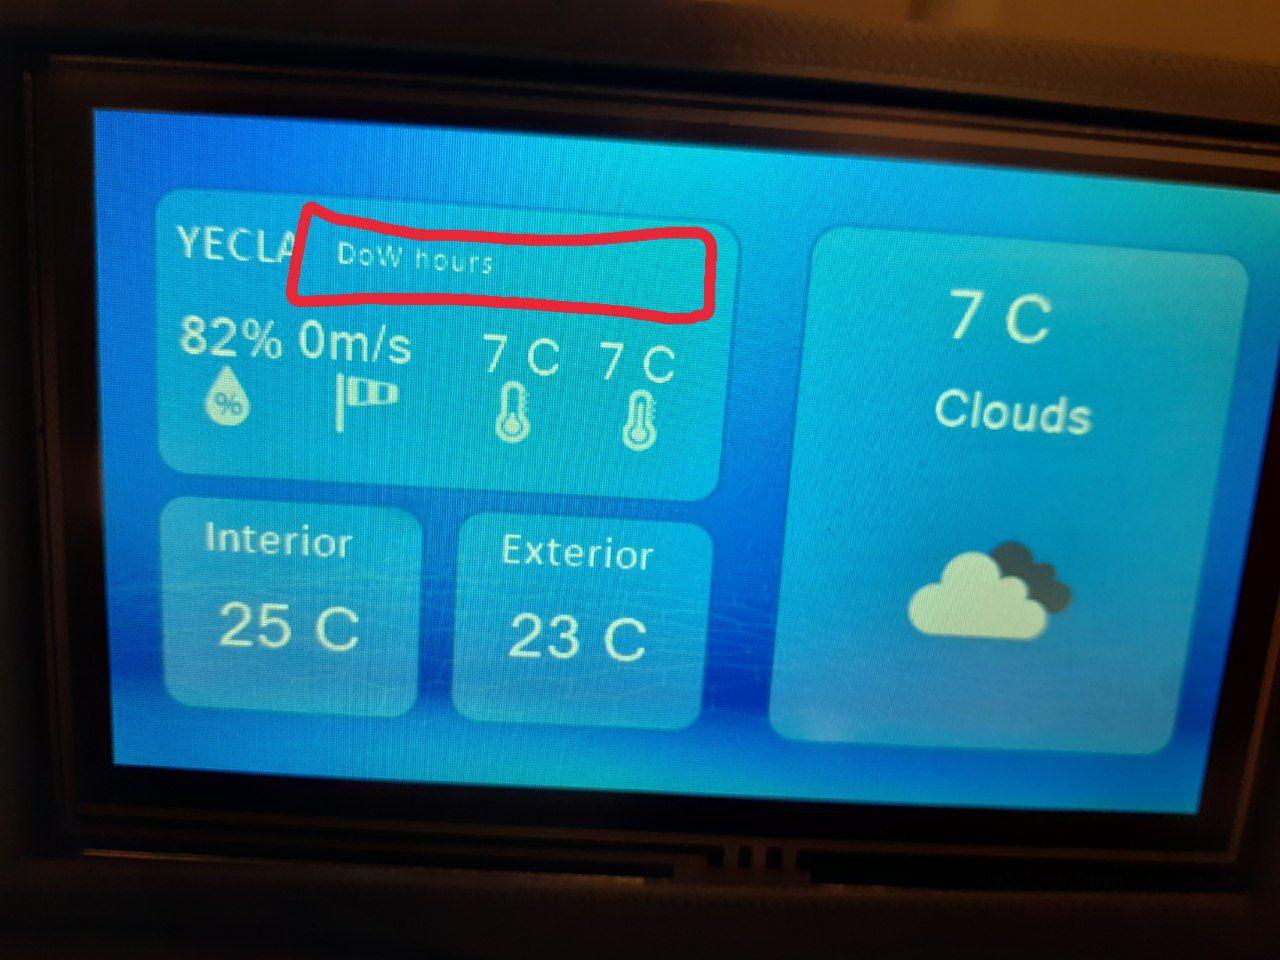 YECLA DoW hours
82% 0m/s 7 C 7 C
%
Interior
25 C
Exterior
23 C
7 C
Clouds